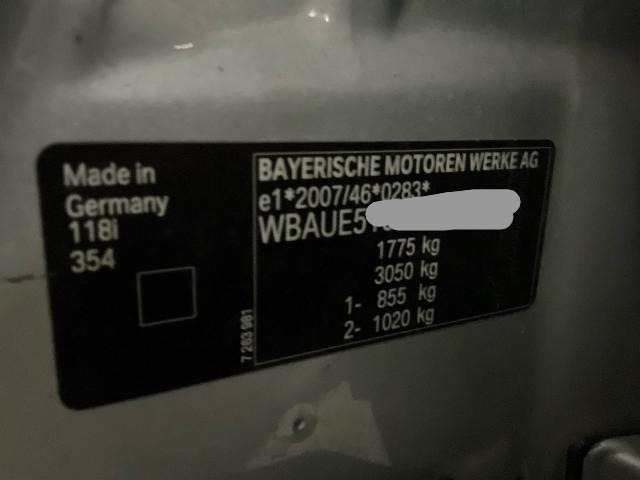 Made in
Germany
118i
354
7 283 981
BAYERISCHE MOTOREN WERKE AG
e1*2007/46*0283*
WBAUE51
1775 kg
3050 kg
1- 855 kg
2- 1020 kg